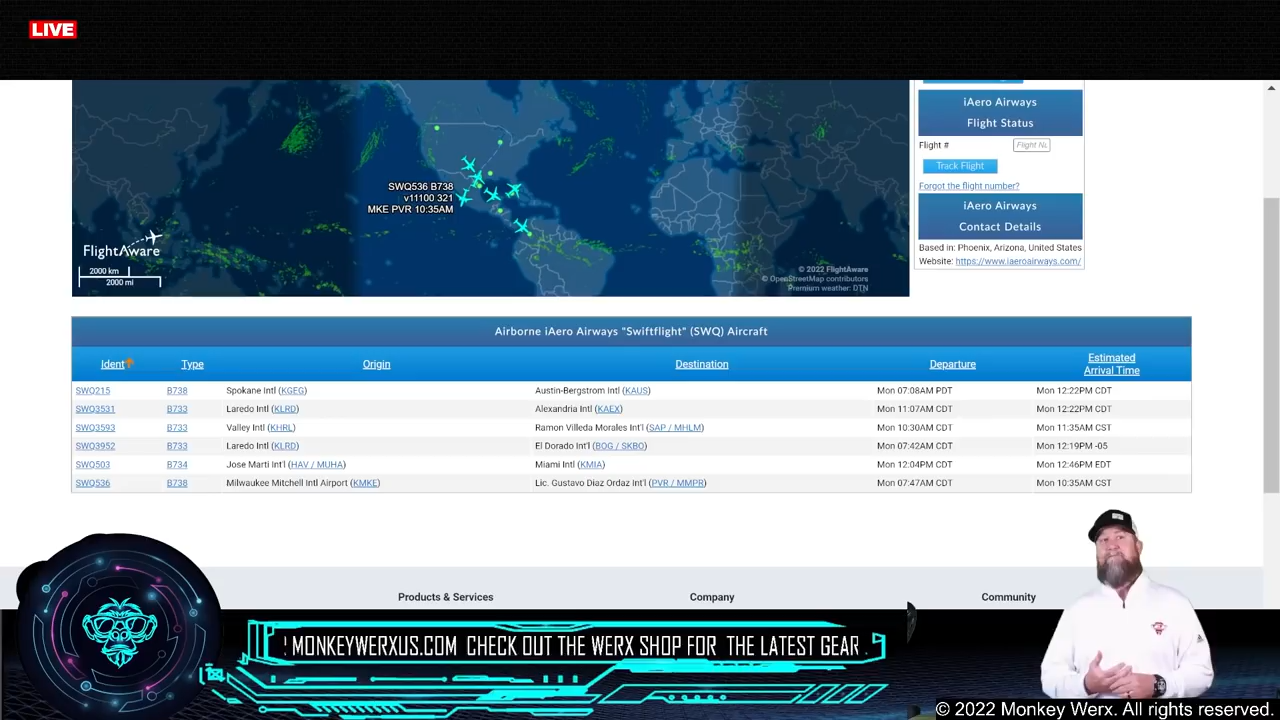 LIVE
SWQ536 B738
v11100 321
MKE PVR 10:35AM
FlightAware
2000 km
2000 mi
© 2022 FlightAware
© OpenStreetMap contributors
Premium weather: DTN
iAero Airways
Flight Status
Flight #
Track Flight
Forgot the flight number?
iAero Airways
Contact Details
Based in: Phoenix, Arizona, United States
Website: https://www.iaeroairways.com/
Airborne iAero Airways "Swiftflight" (SWQ) Aircraft
Ident Type Origin Destination Departure Estimated
Arrival Time
SWQ215 B738 Spokane Intl (KGEG) Austin-Bergstrom Intl (KAUS) Mon 07:08AM PDT Mon 12:22PM CDT
SWQ3531 B733 Laredo Intl (KLRD) Alexandria Intl (KAEX) Mon 11:07AM CDT Mon 12:22PM CDT
SWQ3593 B733 Valley Intl (KHRL) Ramon Villeda Morales Int'l (SAP / MHLM) Mon 10:30AM CDT Mon 11:35AM CST
SWQ3952 B733 Laredo Intl (KLRD) El Dorado Int'l (BOG / SKBO) Mon 07:42AM CDT Mon 12:19PM -05
SWQ503 B734 Jose Marti Int'l (HAV / MUHA) Miami Intl (KMIA) Mon 12:04PM CDT Mon 12:46PM EDT
SWQ536 B738 Milwaukee Mitchell Intl Airport (KMKE) Lic. Gustavo Diaz Ordaz Int'l (PVR / MMPR) Mon 07:47AM CDT Mon 10:35AM CST
Products & Services Company Community
! MONKEYWERXUS.COM CHECK OUT THE WERX SHOP FOR THE LATEST GEAR
© 2022 Monkey Werx. All rights reserved.